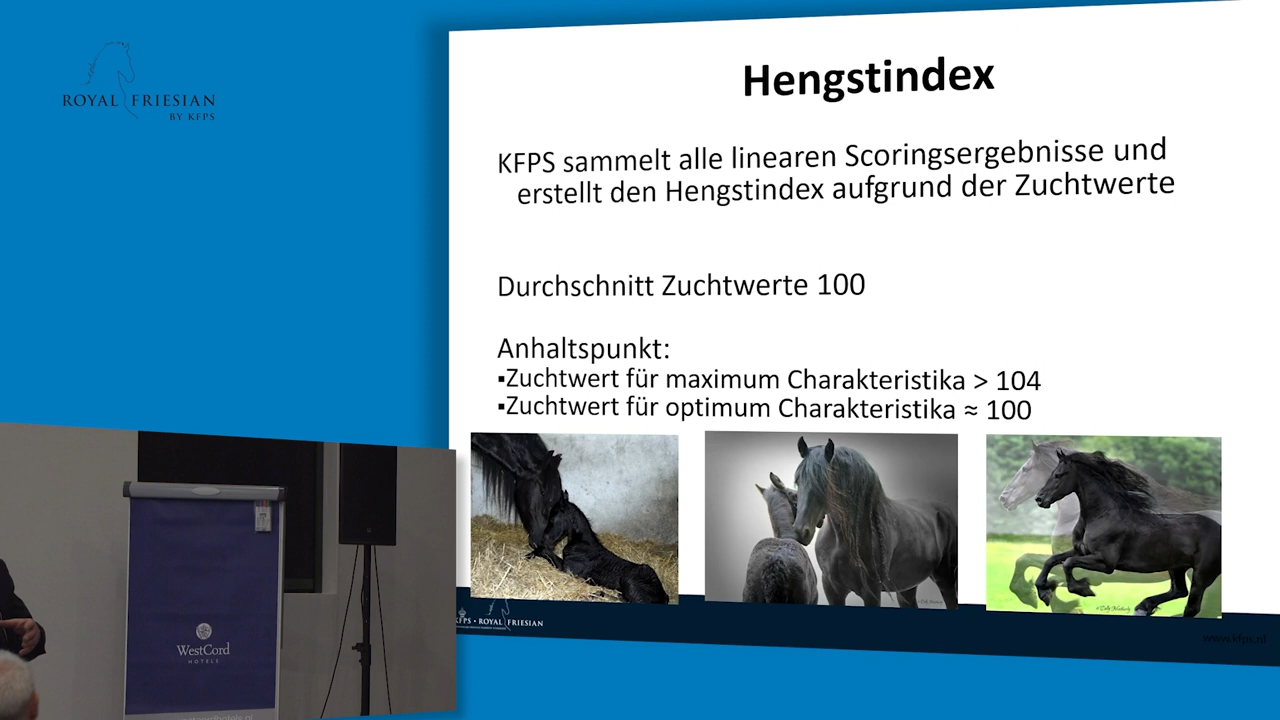 ROYAL FRIESIAN
BY KFPS
Hengstindex
KFPS sammelt alle linearen Scoringsergebnisse und
erstellt den Hengstindex aufgrund der Zuchtwerte
Durchschnitt Zuchtwerte 100
Anhaltspunkt:
▪Zuchtwert für maximum Charakteristika > 104
▪Zuchtwert für optimum Charakteristika ≈ 100
KFPS • ROYAL FRIESIAN
www.kfps.nl
WestCord
HOTELS